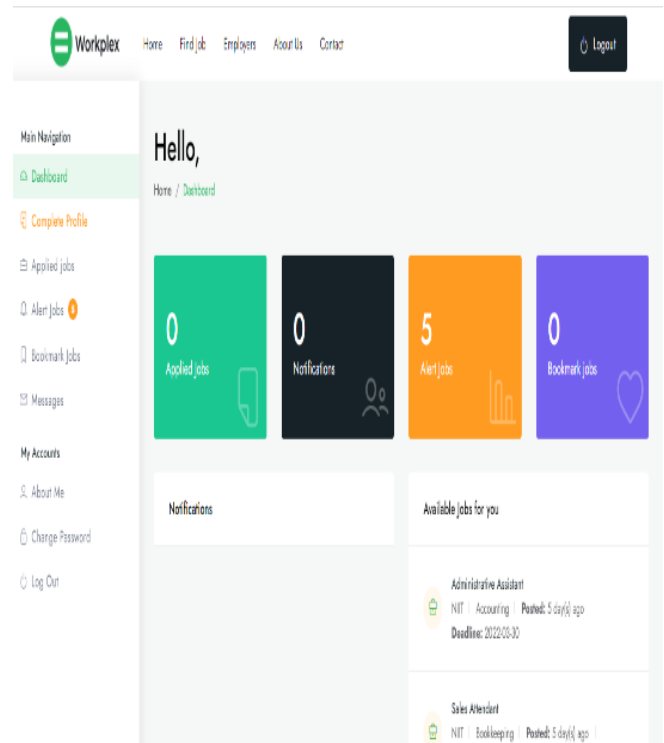 Workplex
Home Find Job Employers About Us Contact
Logout
Main Navigation
Dashboard
Complete Profile
Applied jobs
Alert Jobs
Bookmark Jobs
Messages
My Accounts
About Me
Change Password
Log Out
Hello,
Home / Dashboard
0
Applied Jobs
0
Notifications
5
Alert Jobs
0
Bookmark jobs
Notifications
Available Jobs for you
Administrative Assistant
NIIT | Accounting | Posted: 5 day(s) ago
Deadline: 2022-03-30
Sales Attendant
NIIT | Bookkeeping | Posted: 5 day(s) ago |